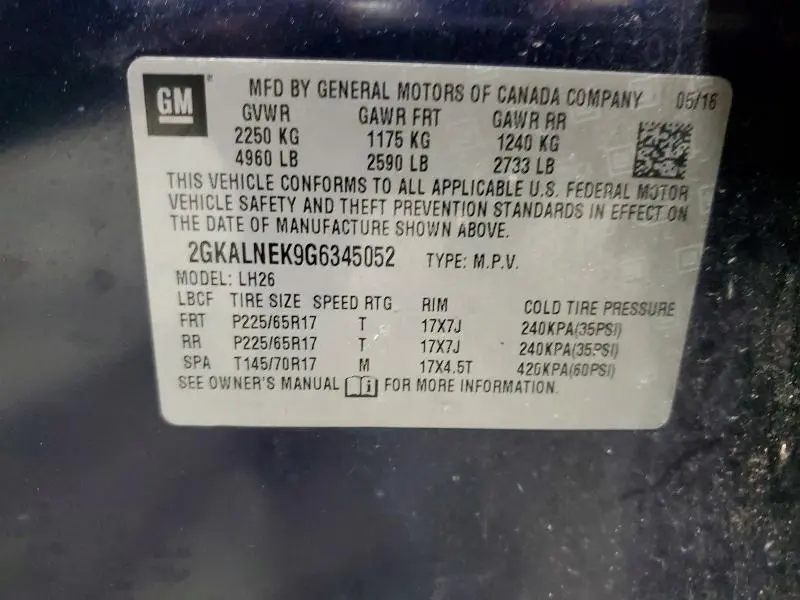 GM ® MFD BY GENERAL MOTORS OF CANADA COMPANY 05/16
GVWR GAWR FRT GAWR RR
2250 KG 1175 KG 1240 KG
4960 LB 2590 LB 2733 LB
THIS VEHICLE CONFORMS TO ALL APPLICABLE U.S. FEDERAL MOTOR
VEHICLE SAFETY AND THEFT PREVENTION STANDARDS IN EFFECT ON
THE DATE OF MANUFACTURE SHOWN ABOVE.
2GKALNEK9G6345052 TYPE: M.P.V.
MODEL: LH26
LBCF TIRE SIZE SPEED RTG RIM COLD TIRE PRESSURE
FRT P225/65R17 T 17X7J 240KPA(35PSI)
RR P225/65R17 T 17X7J 240KPA(35PSI)
SPA T145/70R17 M 17X4.5T 420KPA(60PSI)
SEE OWNER'S MANUAL i FOR MORE INFORMATION.